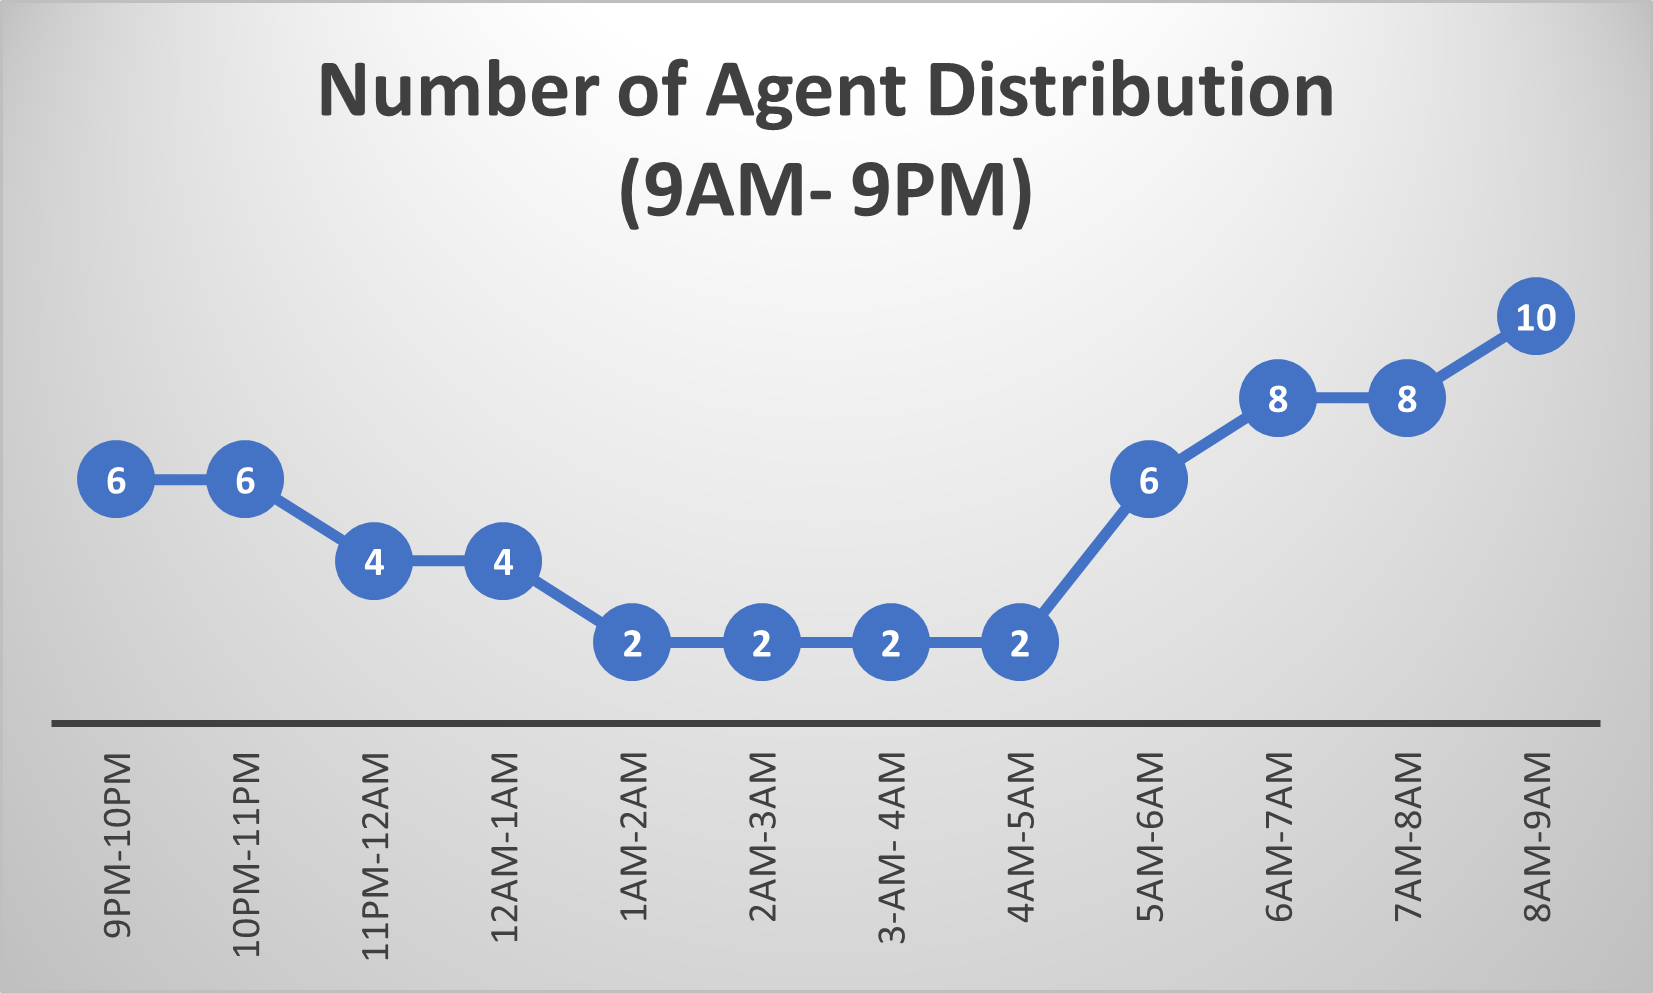 Number of Agent Distribution
(9AM- 9PM)
10
8
8
6
6
6
4
4
2
2
2
2
9PM-10PM
10PM-11PM
11PM-12AM
12AM-1AM
1AM-2AM
2AM-3AM
3-AM- 4AM
4AM-5AM
5AM-6AM
6AM-7AM
7AM-8AM
8AM-9AM